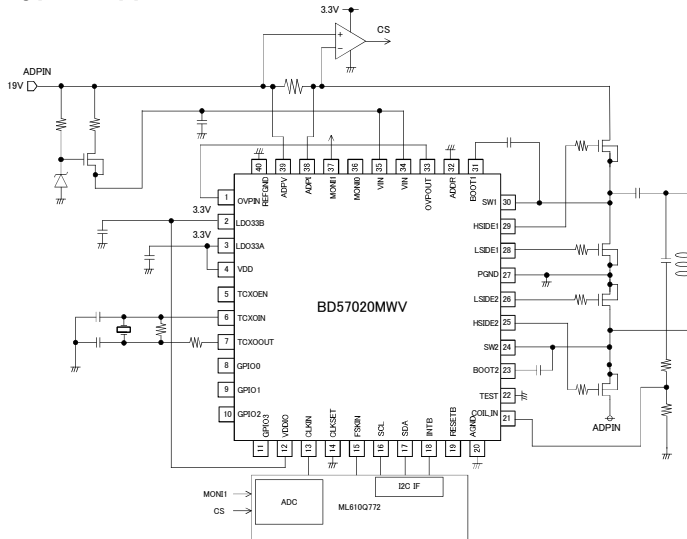 3.3V
CS
ADPIN
19V
40 39 38 37 36 35 34 33 32 31
REFGND ADPV ADPI MONI1 MONI0 VIN VIN OVPOUT ADDR BOOT1
1 OVPIN
3.3V
2 LDO33B
3.3V
3 LDO33A
4 VDD
5 TCXOEN
6 TCXOIN
7 TCXOOUT
8 GPIO0
9 GPIO1
10 GPIO2
BD57020MWV
SW1 30
HSIDE1 29
LSIDE1 28
PGND 27
LSIDE2 26
HSIDE2 25
SW2 24
BOOT2 23
TEST 22
COIL_IN 21
ADPIN
GPIO3 VDDIO CLKIN CLKSET FSKIN SCL SDA INTB RESETB AGND
11 12 13 14 15 16 17 18 19 20
MONI1
CS
ADC
ML610Q772
I2C IF